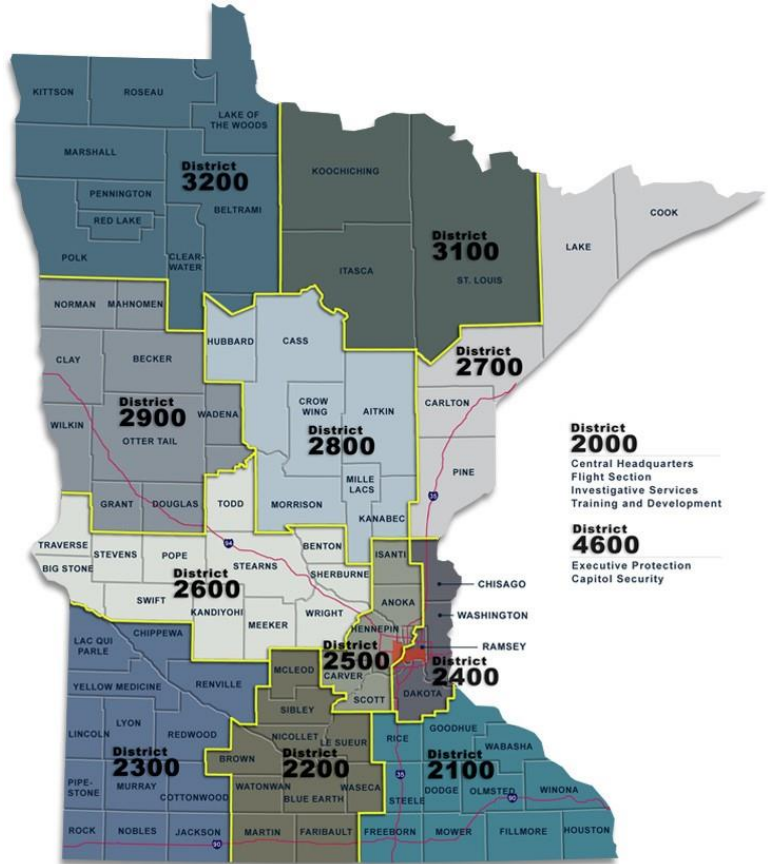 KITTSON
ROSEAU
LAKE OF
THE WOODS
MARSHALL
District
3200
PENNINGTON
RED LAKE
BELTRAMI
POLK
CLEAR-
WATER
KOOCHICHING
District
3100
ITASCA
ST. LOUIS
LAKE
COOK
NORMAN
MAHNOMEN
CLAY
BECKER
District
2900
WADENA
WILKIN
OTTER TAIL
GRANT
DOUGLAS
HUBBARD
CASS
CROW
WING
AITKIN
District
2800
MILLE
LACS
MORRISON
KANABEC
District
2700
CARLTON
PINE
35
District
2000
Central Headquarters
Flight Section
Investigative Services
Training and Development
District
4600
Executive Protection
Capitol Security
TODD
TRAVERSE
STEVENS
POPE
94
BENTON
BIG STONE
STEARNS
SHERBURNE
District
2600
SWIFT
KANDIYOHI
MEEKER
WRIGHT
ISANTI
ANOKA
HENNEPIN
District
2500
CARVER
SCOTT
CHISAGO
WASHINGTON
RAMSEY
District
2400
DAKOTA
LAC QUI
PARLE
CHIPPEWA
YELLOW MEDICINE
RENVILLE
LYON
LINCOLN
REDWOOD
District
2300
PIPE-
STONE
MURRAY
COTTONWOOD
ROCK
NOBLES
JACKSON
90
MCLEOD
SIBLEY
NICOLLET
LE SUEUR
BROWN
District
2200
WATONWAN
BLUE EARTH
WASECA
MARTIN
FARIBAULT
RICE
GOODHUE
WABASHA
District
2100
35
STEELE
DODGE
OLMSTED
WINONA
90
FREEBORN
MOWER
FILLMORE
HOUSTON